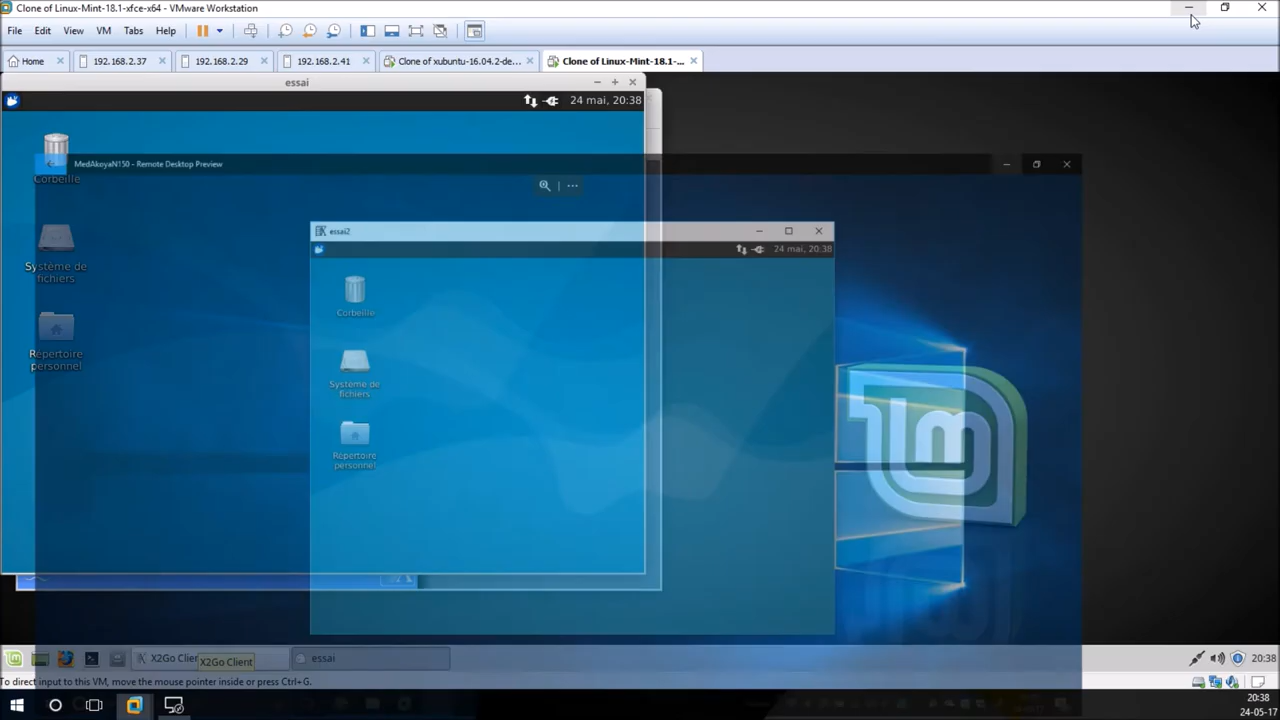 Clone of Linux-Mint-18.1-xfce-x64 - VMware Workstation
File Edit View VM Tabs Help
Home 192.168.2.37 192.168.2.29 192.168.2.41 Clone of xubuntu-16.04.2-de... Clone of Linux-Mint-18.1-...
essai
24 mai, 20:38
MedAkoyaN150 - Remote Desktop Preview
Corbeille
essai2
24 mai, 20:38
Système de
fichiers
Corbeille
Répertoire
personnel
Système de
fichiers
Répertoire
personnel
X2Go Clien
X2Go Client
essai
20:38
To direct input to this VM, move the mouse pointer inside or press Ctrl+G.
20:38
24-05-17